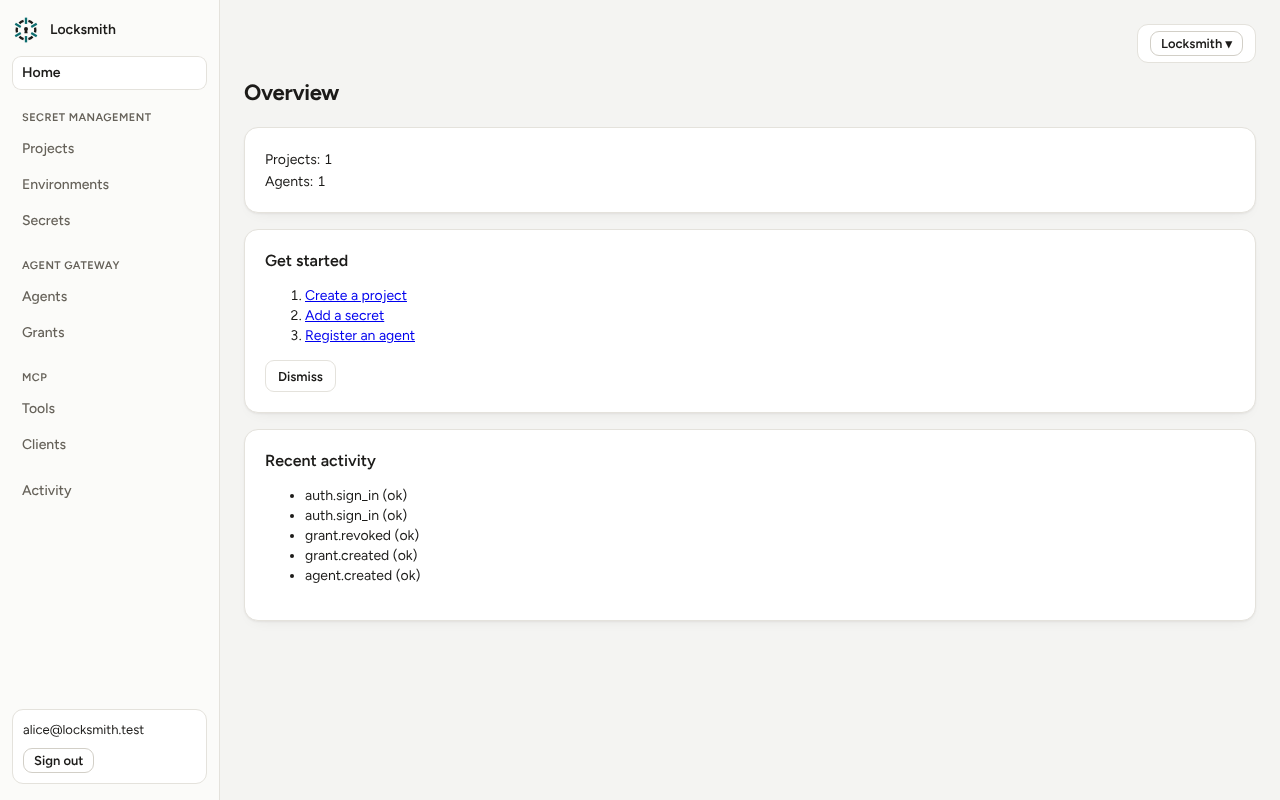 Locksmith
Home
SECRET MANAGEMENT
Projects
Environments
Secrets
AGENT GATEWAY
Agents
Grants
MCP
Tools
Clients
Activity
alice@locksmith.test
Sign out
Locksmith ▾
Overview
Projects: 1
Agents: 1
Get started
1. Create a project
2. Add a secret
3. Register an agent
Dismiss
Recent activity
• auth.sign_in (ok)
• auth.sign_in (ok)
• grant.revoked (ok)
• grant.created (ok)
• agent.created (ok)